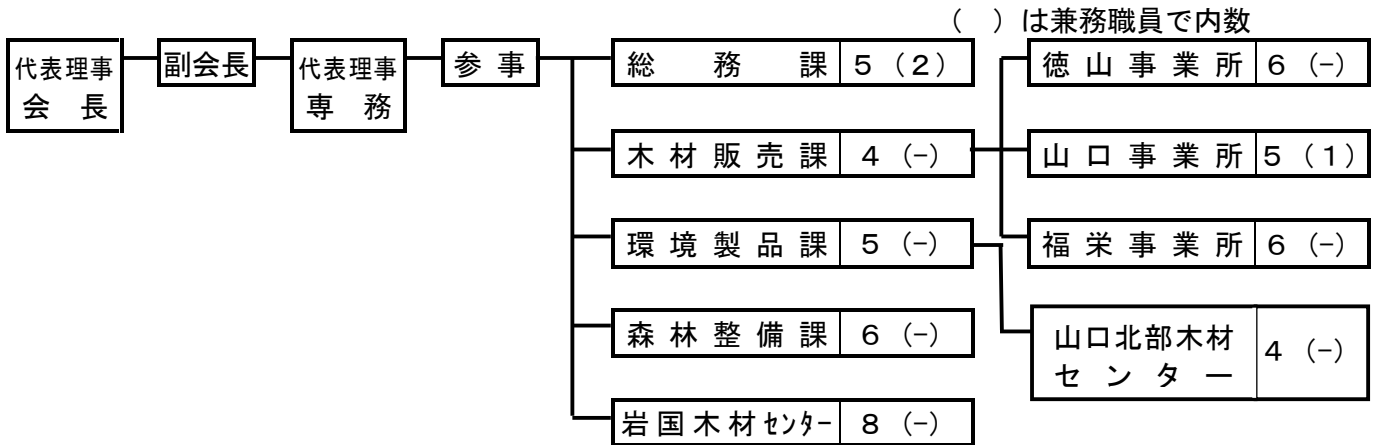 （　）は兼務職員で内数
代表理事
会　長
副会長
代表理事
専　務
参　事
総　務　課　５（２）
木材販売課　４（−）
環境製品課　５（−）
森林整備課　６（−）
岩国木材ｾﾝﾀｰ　８（−）
徳山事業所　６（−）
山口事業所　５（１）
福栄事業所　６（−）
山口北部木材
センター　４（−）